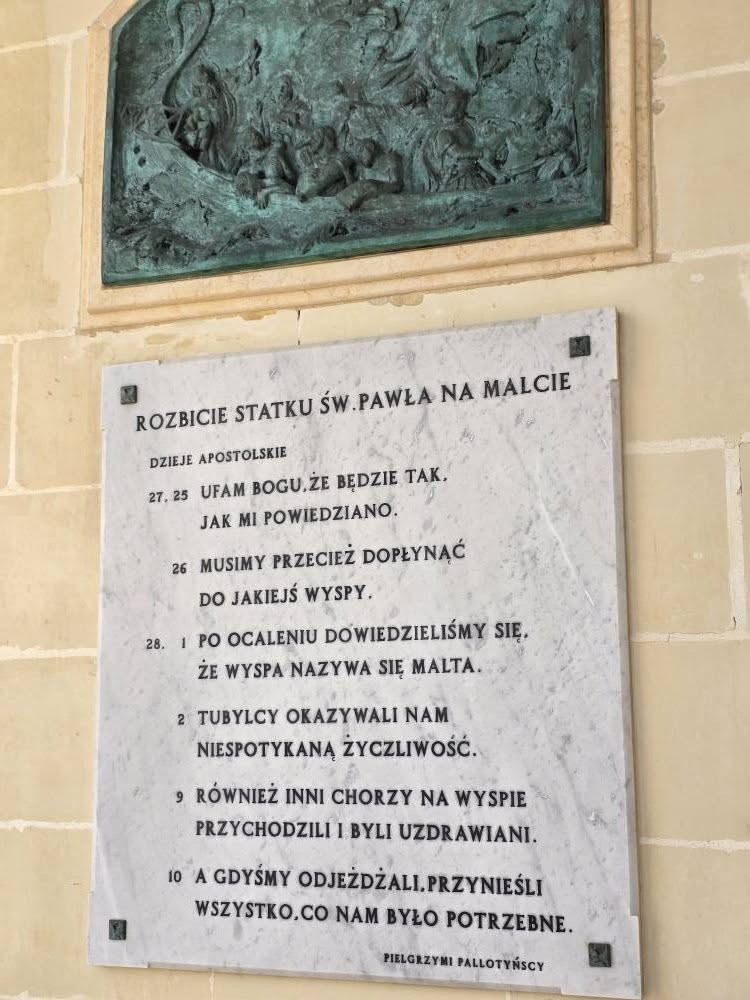 ROZBICIE STATKU ŚW.PAWŁA NA MALCIE
DZIEJE APOSTOLSKIE
27, 25 UFAM BOGU,ŻE BĘDZIE TAK,
JAK MI POWIEDZIANO.
26 MUSIMY PRZECIEŻ DOPŁYNĄĆ
DO JAKIEJŚ WYSPY.
28. 1 PO OCALENIU DOWIEDZIELIŚMY SIĘ,
ŻE WYSPA NAZYWA SIĘ MALTA.
2 TUBYLCY OKAZYWALI NAM
NIESPOTYKANĄ ŻYCZLIWOŚĆ.
9 RÓWNIEŻ INNI CHORZY NA WYSPIE
PRZYCHODZILI I BYLI UZDRAWIANI.
10 A GDYŚMY ODJEŻDŻALI,PRZYNIEŚLI
WSZYSTKO,CO NAM BYŁO POTRZEBNE.
PIELGRZYMI PALLOTYŃSCY